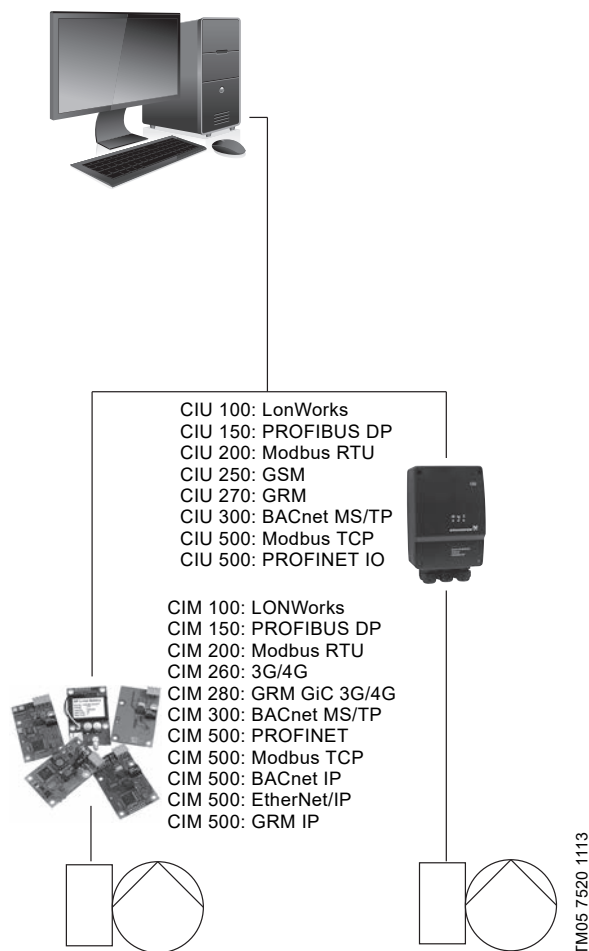 CIU 100: LonWorks
CIU 150: PROFIBUS DP
CIU 200: Modbus RTU
CIU 250: GSM
CIU 270: GRM
CIU 300: BACnet MS/TP
CIU 500: Modbus TCP
CIU 500: PROFINET IO
CIM 100: LONWorks
CIM 150: PROFIBUS DP
CIM 200: Modbus RTU
CIM 260: 3G/4G
CIM 280: GRM GiC 3G/4G
CIM 300: BACnet MS/TP
CIM 500: PROFINET
CIM 500: Modbus TCP
CIM 500: BACnet IP
CIM 500: EtherNet/IP
CIM 500: GRM IP
TM05 7520 1113